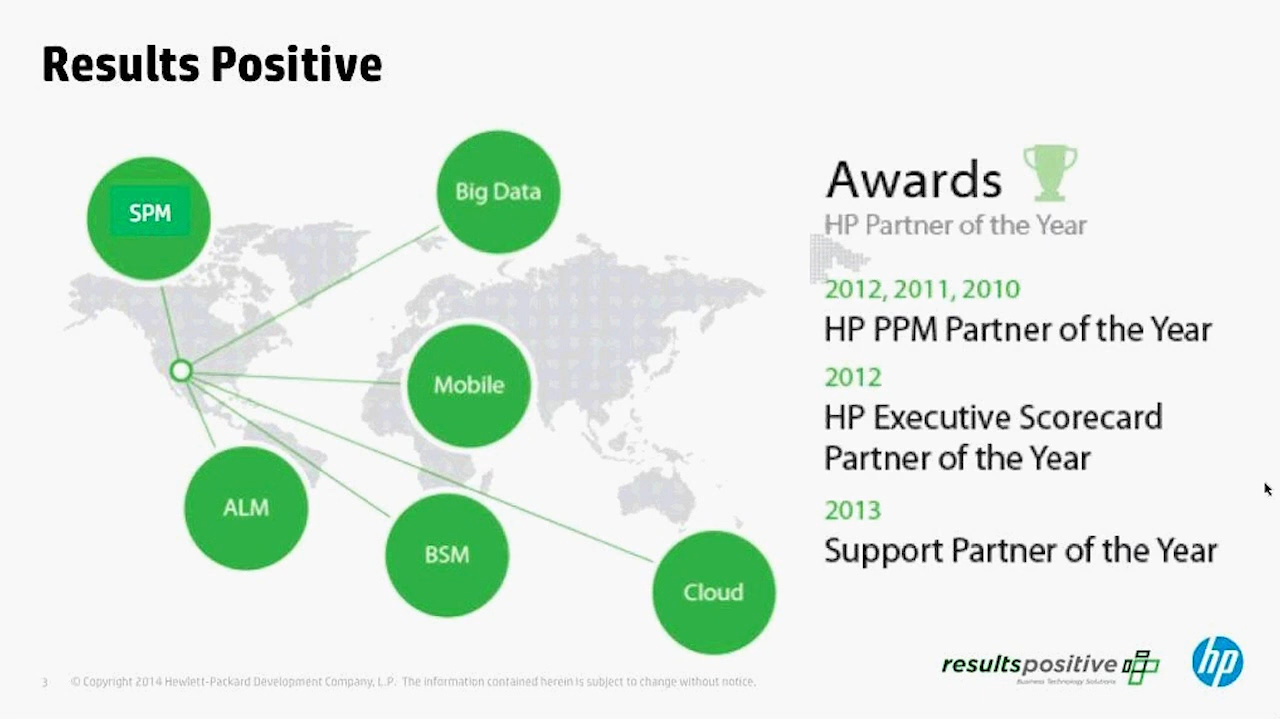 Results Positive
SPM
Big Data
Mobile
ALM
BSM
Cloud
Awards
HP Partner of the Year
2012, 2011, 2010
HP PPM Partner of the Year
2012
HP Executive Scorecard
Partner of the Year
2013
Support Partner of the Year
resultspositive
Business Technology Solutions
hp
3 © Copyright 2014 Hewlett-Packard Development Company, L.P. The information contained herein is subject to change without notice.